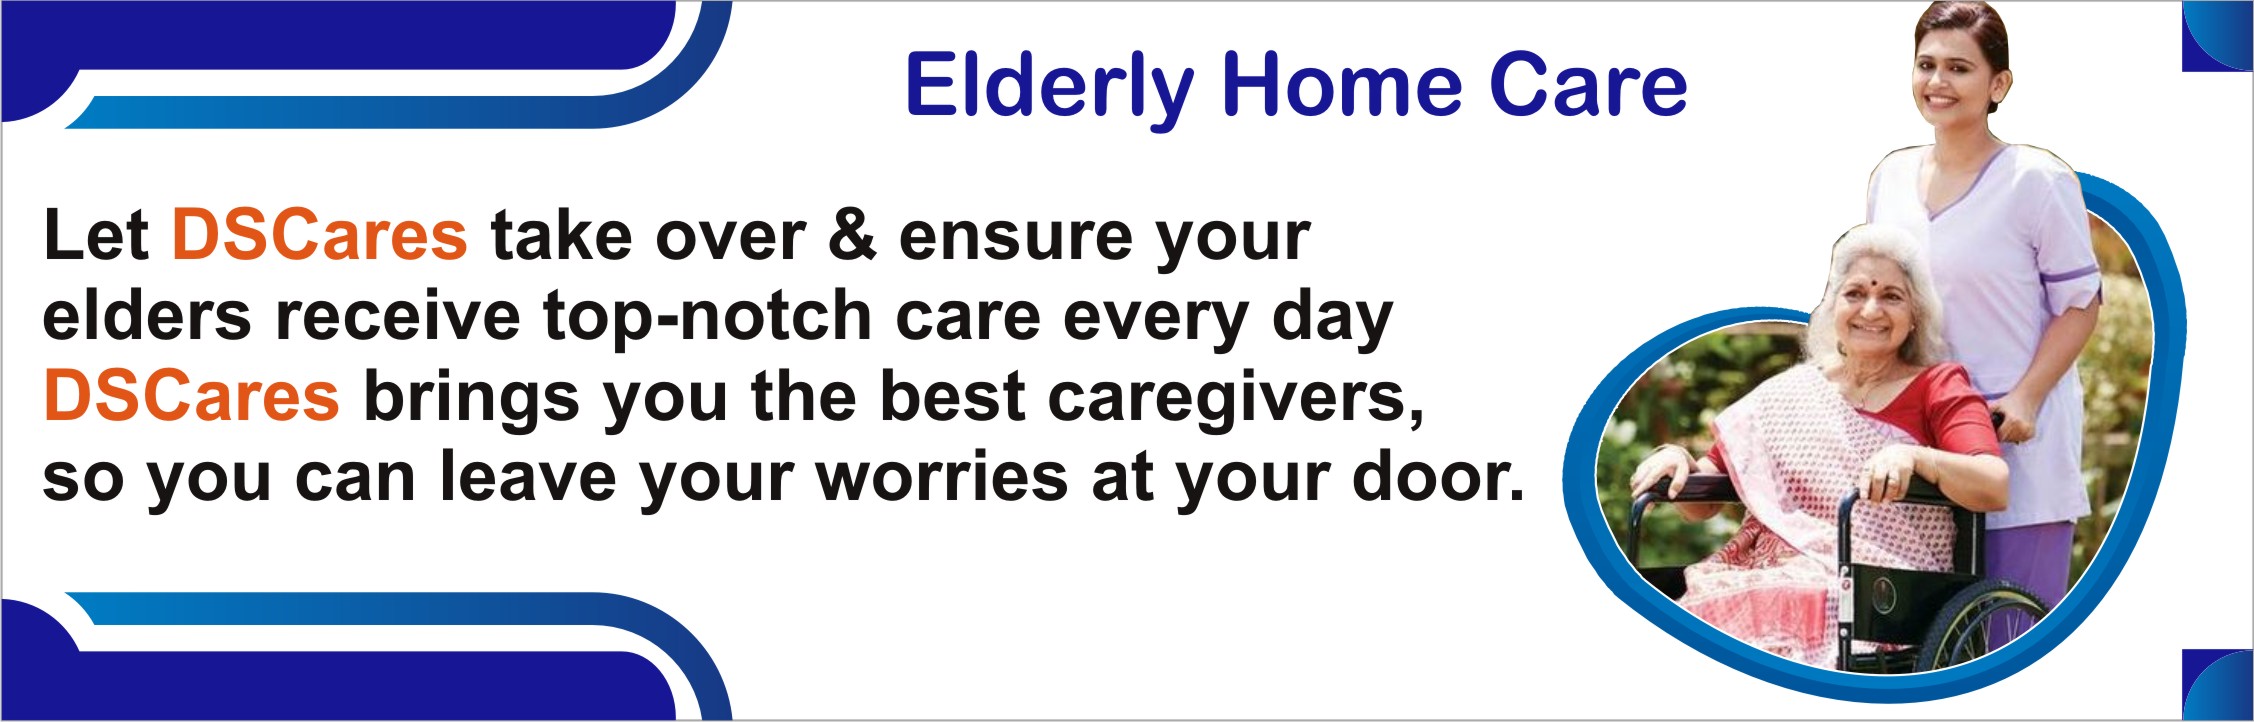 Elderly Home Care
Let DSCares take over & ensure your
elders receive top-notch care every day
DSCares brings you the best caregivers,
so you can leave your worries at your door.